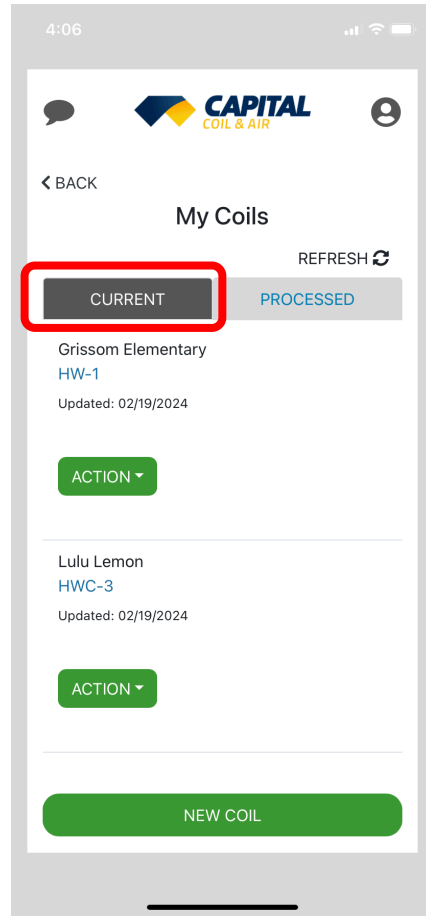 4:06
CAPITAL
COIL & AIR
BACK
My Coils
REFRESH
CURRENT
PROCESSED
Grissom Elementary
HW-1
Updated: 02/19/2024
ACTION
Lulu Lemon
HWC-3
Updated: 02/19/2024
ACTION
NEW COIL